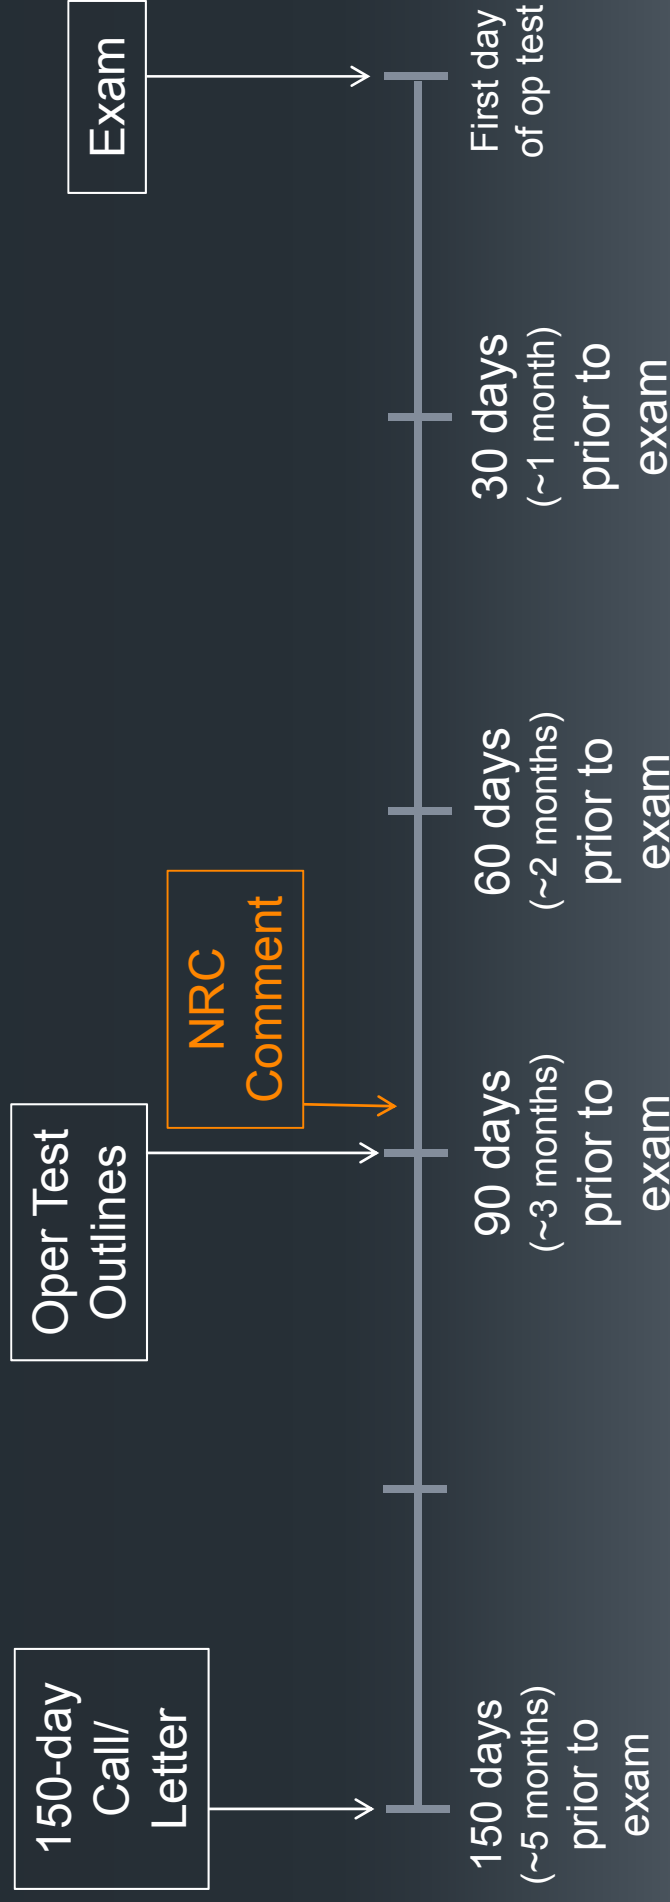 150-day
Call/
Letter
Oper Test
Outlines
NRC
Comment
Exam
150 days
(~5 months)
prior to
exam
90 days
(~3 months)
prior to
exam
60 days
(~2 months)
prior to
exam
30 days
(~1 month)
prior to
exam
First day
of op test